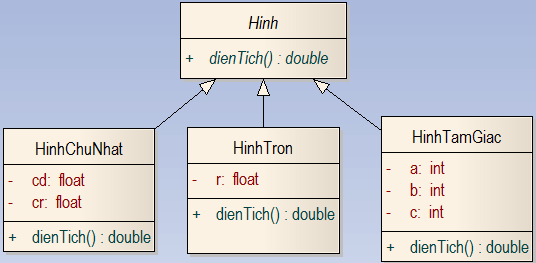 Hinh
+ dienTich() : double
HinhChuNhat
- cd: float
- cr: float
+ dienTich() : double
HinhTron
- r: float
+ dienTich() : double
HinhTamGiac
- a: int
- b: int
- c: int
+ dienTich() : double